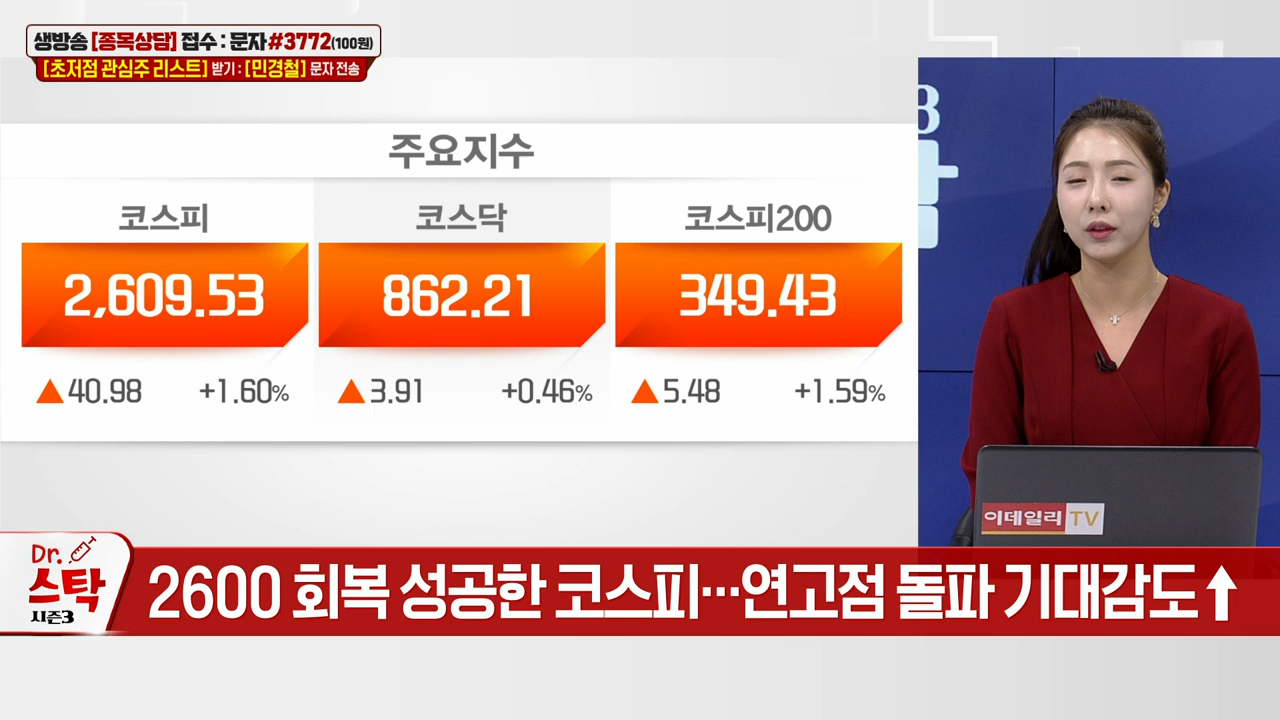 생방송 [종목상담] 접수 : 문자#3772(100원)
[초저점 관심주 리스트] 받기 : [민경철] 문자 전송
주요지수
코스피
2,609.53
▲40.98 +1.60%
코스닥
862.21
▲3.91 +0.46%
코스피200
349.43
▲5.48 +1.59%
이데일리 TV
Dr.
스탁
시즌3
2600 회복 성공한 코스피…연고점 돌파 기대감도↑